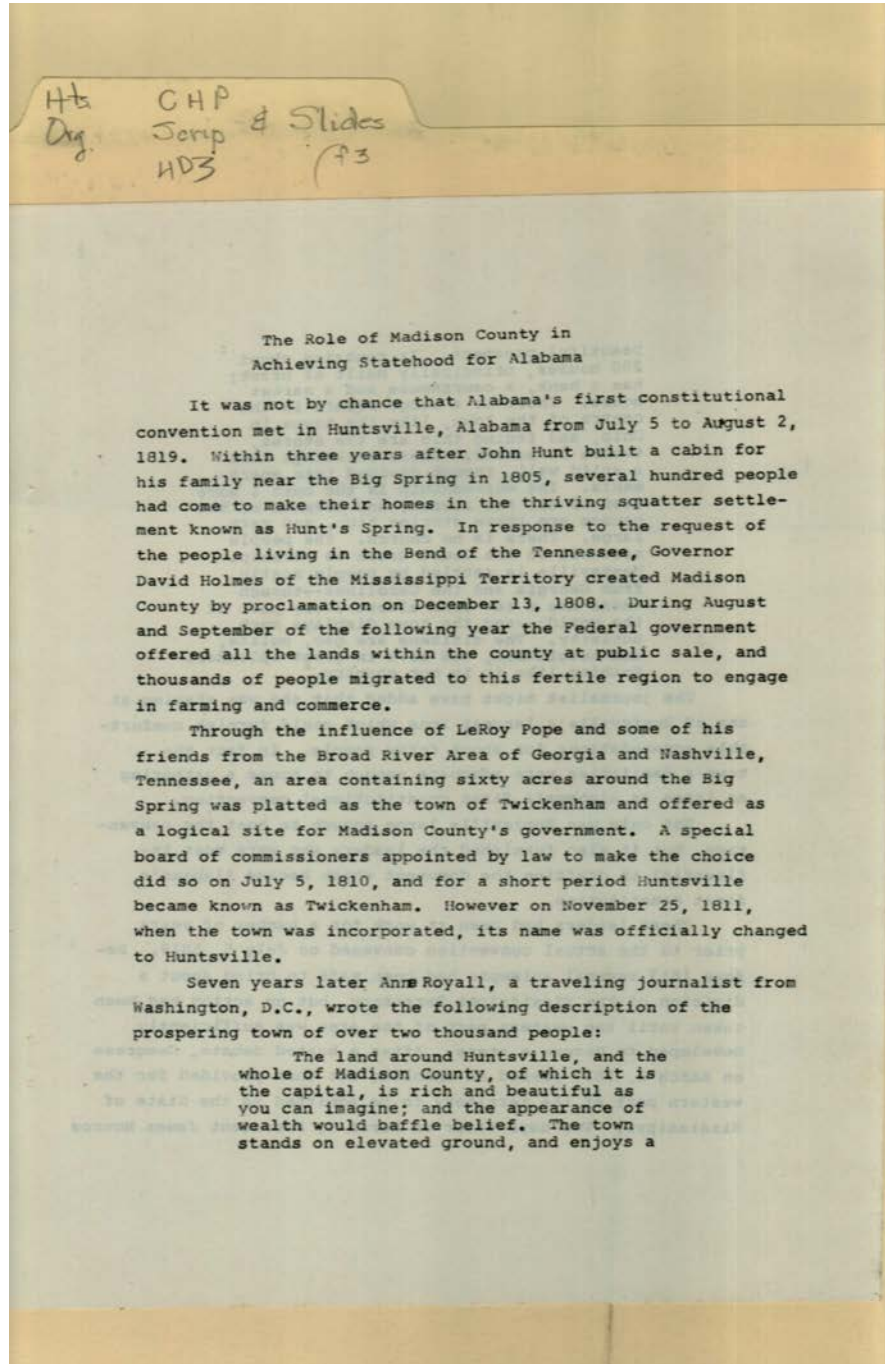 Hts CHP
Org. Scrip & Slides
HD3 (f3
The Role of Madison County in
Achieving Statehood for Alabama
It was not by chance that Alabama's first constitutional
convention met in Huntsville, Alabama from July 5 to August 2,
1819. Within three years after John Hunt built a cabin for
his family near the Big Spring in 1805, several hundred people
had come to make their homes in the thriving squatter settle-
ment known as Hunt's Spring. In response to the request of
the people living in the Bend of the Tennessee, Governor
David Holmes of the Mississippi Territory created Madison
County by proclamation on December 13, 1808. During August
and September of the following year the Federal government
offered all the lands within the county at public sale, and
thousands of people migrated to this fertile region to engage
in farming and commerce.
Through the influence of LeRoy Pope and some of his
friends from the Broad River Area of Georgia and Nashville,
Tennessee, an area containing sixty acres around the Big
Spring was platted as the town of Twickenham and offered as
a logical site for Madison County's government. A special
board of commissioners appointed by law to make the choice
did so on July 5, 1810, and for a short period Huntsville
became known as Twickenham. However on November 25, 1811,
when the town was incorporated, its name was officially changed
to Huntsville.
Seven years later Anne Royall, a traveling journalist from
Washington, D.C., wrote the following description of the
prospering town of over two thousand people:
The land around Huntsville, and the
whole of Madison County, of which it is
the capital, is rich and beautiful as
you can imagine; and the appearance of
wealth would baffle belief. The town
stands on elevated ground, and enjoys a